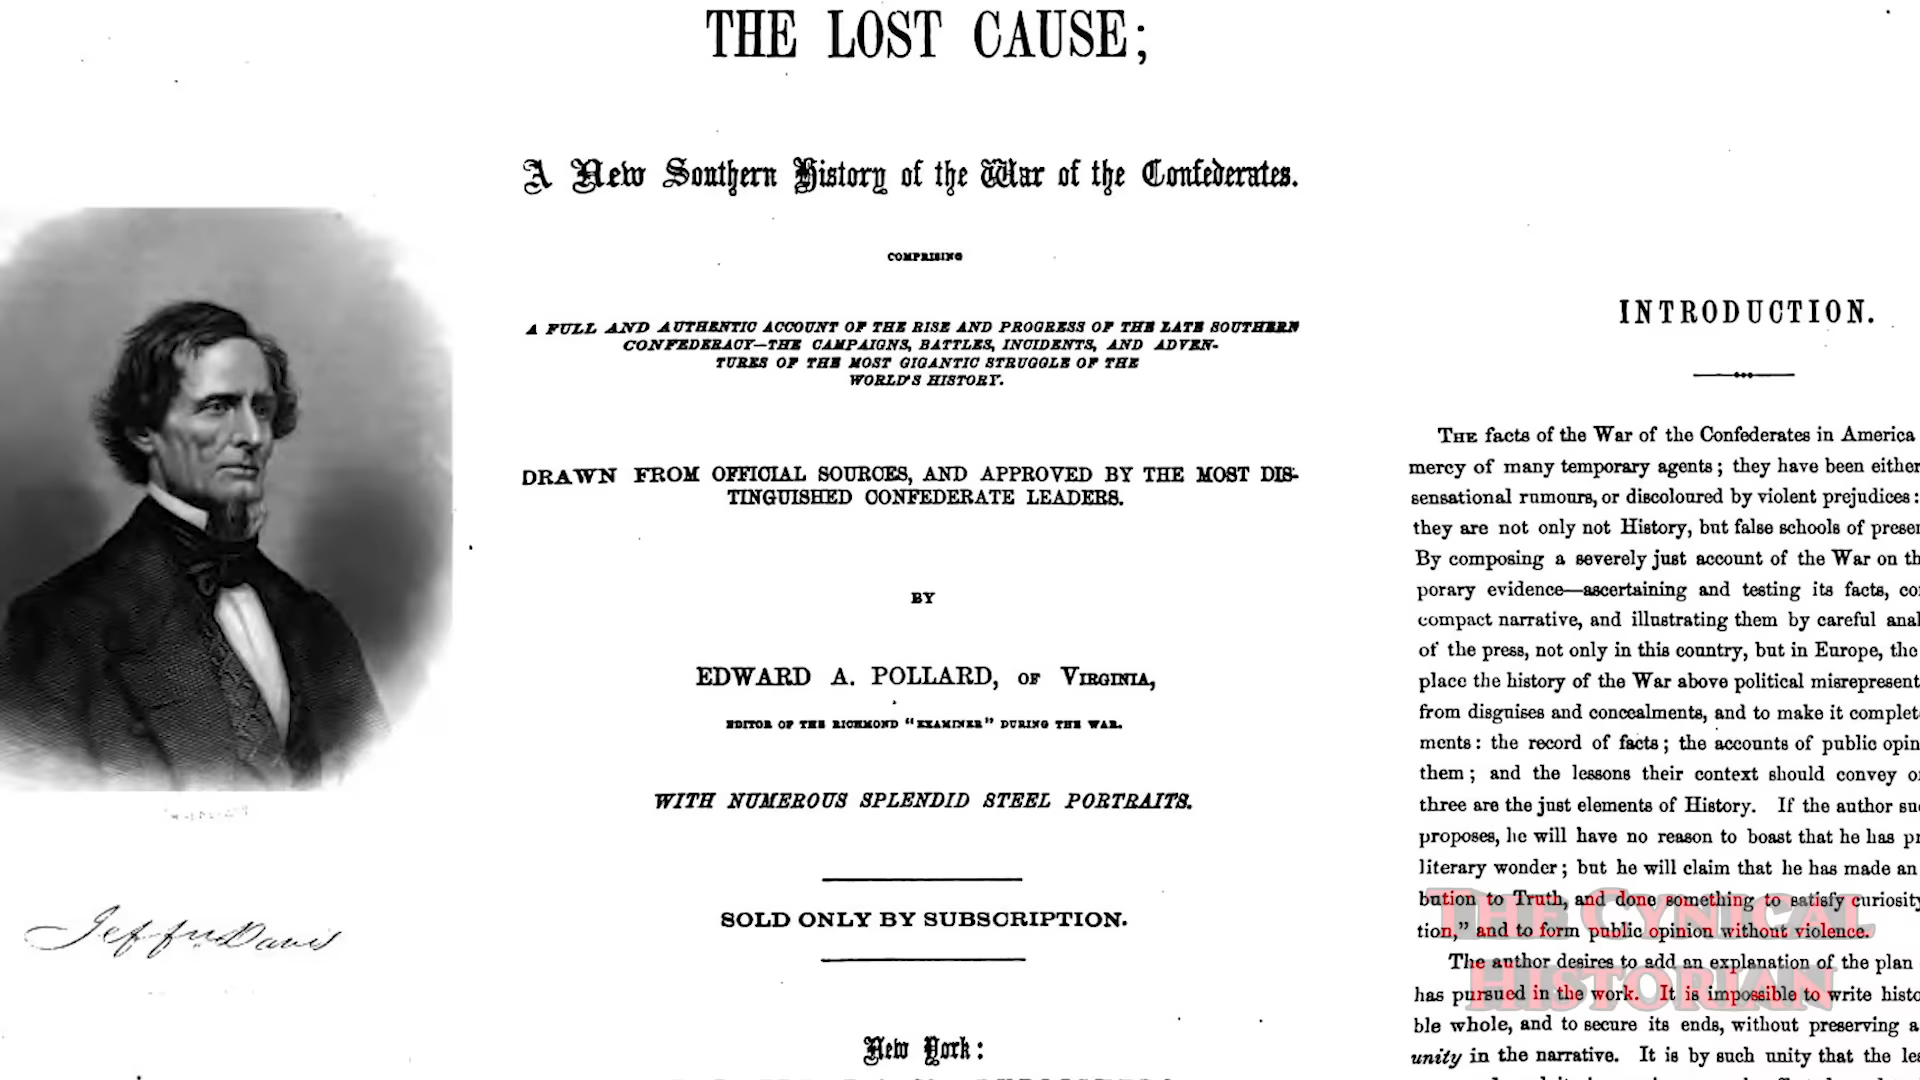 THE LOST CAUSE;
A New Southern History of the War of the Confederates.
COMPRISING
A FULL AND AUTHENTIC ACCOUNT OF THE RISE AND PROGRESS OF THE LATE SOUTHERN
CONFEDERACY—THE CAMPAIGNS, BATTLES, INCIDENTS, AND ADVEN-
TURES OF THE MOST GIGANTIC STRUGGLE OF THE
WORLD'S HISTORY.
DRAWN FROM OFFICIAL SOURCES, AND APPROVED BY THE MOST DIS-
TINGUISHED CONFEDERATE LEADERS.
BY
EDWARD A. POLLARD, OF VIRGINIA,
EDITOR OF THE RICHMOND "EXAMINER" DURING THE WAR.
WITH NUMEROUS SPLENDID STEEL PORTRAITS.
SOLD ONLY BY SUBSCRIPTION.
New York:
Jeffn Davis
INTRODUCTION.
THE facts of the War of the Confederates in America
mercy of many temporary agents; they have been either
sensational rumours, or discoloured by violent prejudices:
they are not only not History, but false schools of
By composing a severely just account of the War on
porary evidence—ascertaining and testing its facts,
compact narrative, and illustrating them by careful
of the press, not only in this country, but in Europe, the
place the history of the War above political
from disguises and concealments, and to make it
ments: the record of facts; the accounts of public
them; and the lessons their context should convey
three are the just elements of History. If the author
proposes, he will have no reason to boast that he has
literary wonder; but he will claim that he has made an
bution to Truth, and done something to satisfy curiosity
tion," and to form public opinion without violence.
The author desires to add an explanation of the plan
has pursued in the work. It is impossible to write
ble whole, and to secure its ends, without preserving a
unity in the narrative. It is by such unity that the
THE CYNICAL
HISTORIAN